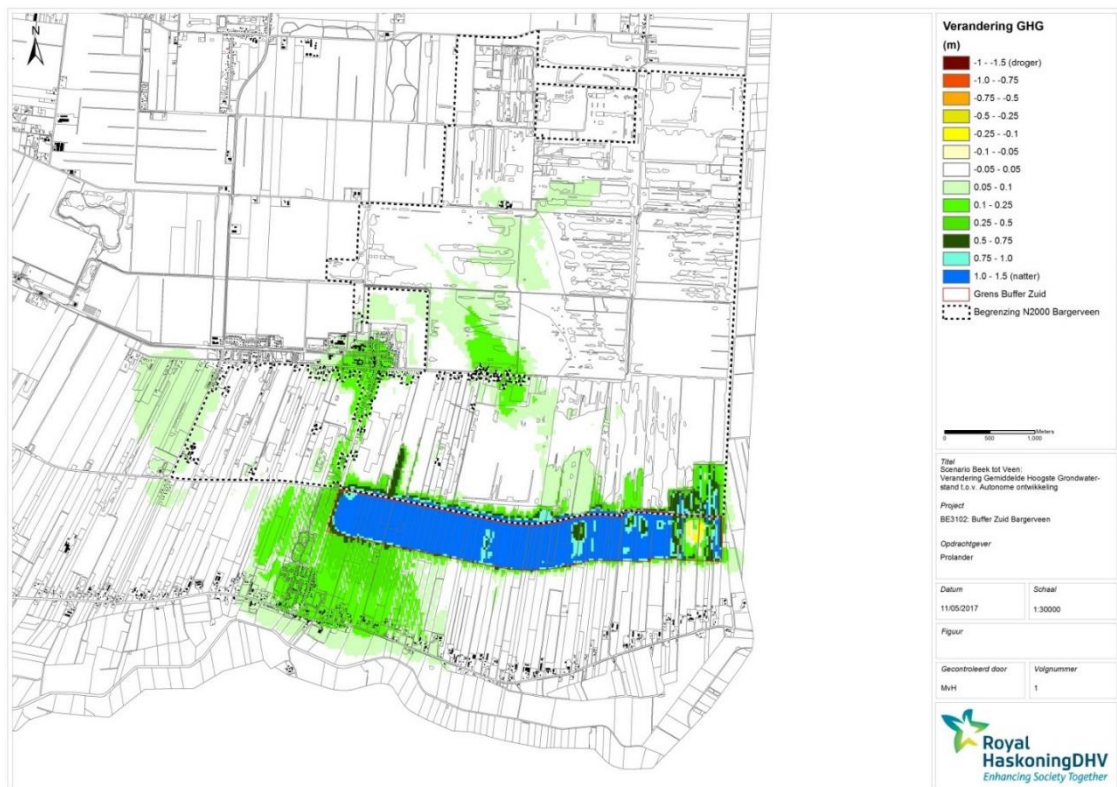 N
Verandering GHG
(m)
-1 - -1.5 (droger)
-1.0 - -0.75
-0.75 - -0.5
-0.5 - -0.25
-0.25 - -0.1
-0.1 - -0.05
-0.05 - 0.05
0.05 - 0.1
0.1 - 0.25
0.25 - 0.5
0.5 - 0.75
0.75 - 1.0
1.0 - 1.5 (natter)
Grens Buffer Zuid
Begrenzing N2000 Bargerveen
Meters
0 500 1.000
Titel
Scenario Beek tot Veen:
Verandering Gemiddelde Hoogste Grondwater-
stand t.o.v. Autonome ontwikkeling
Project
BE3102: Buffer Zuid Bargerveen
Opdrachtgever
Prolander
Datum Schaal
11/05/2017 1:30000
Figuur
Gecontroleerd door Volgnummer
MvH 1
Royal
HaskoningDHV
Enhancing Society Together